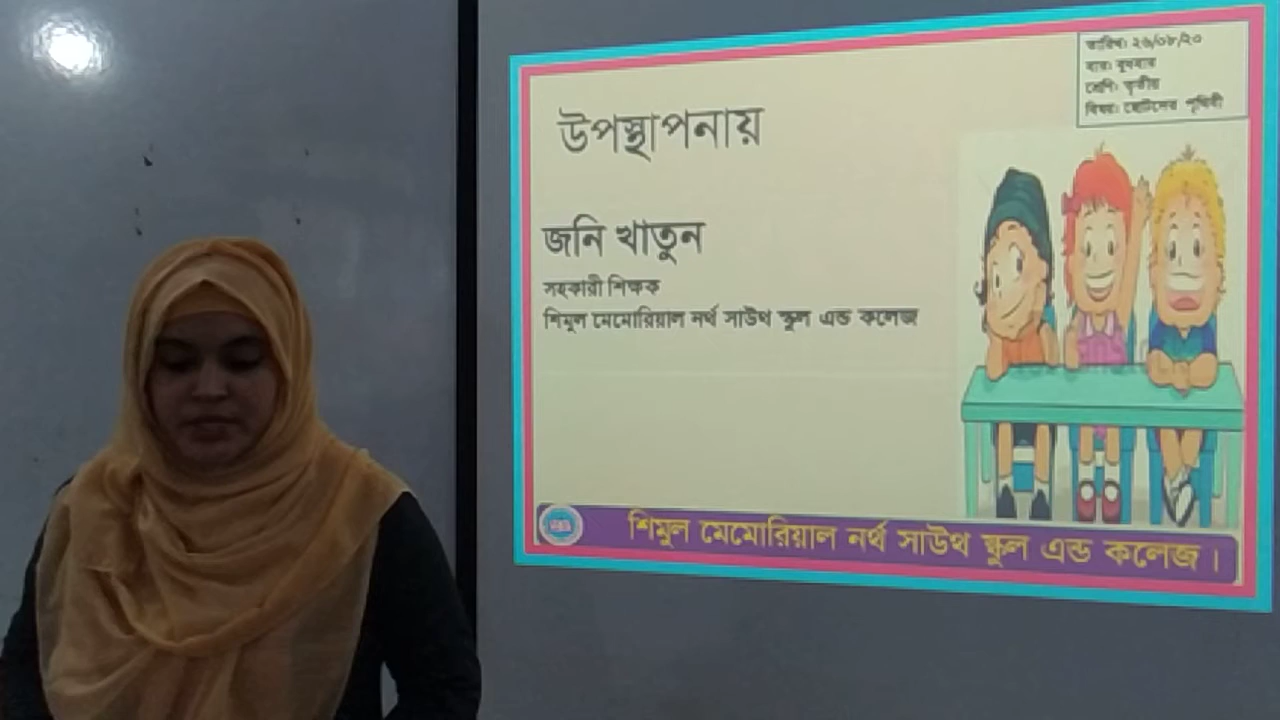 তারিখ: ২৬/০৮/২০
বার: বুধবার
শ্রেণি: তৃতীয়
বিষয়: ছোটদের পৃথিবী
উপস্থাপনায়
জনি খাতুন
সহকারী শিক্ষক
শিমুল মেমোরিয়াল নর্থ সাউথ স্কুল এন্ড কলেজ
শিমুল মেমোরিয়াল নর্থ সাউথ স্কুল এন্ড কলেজ।